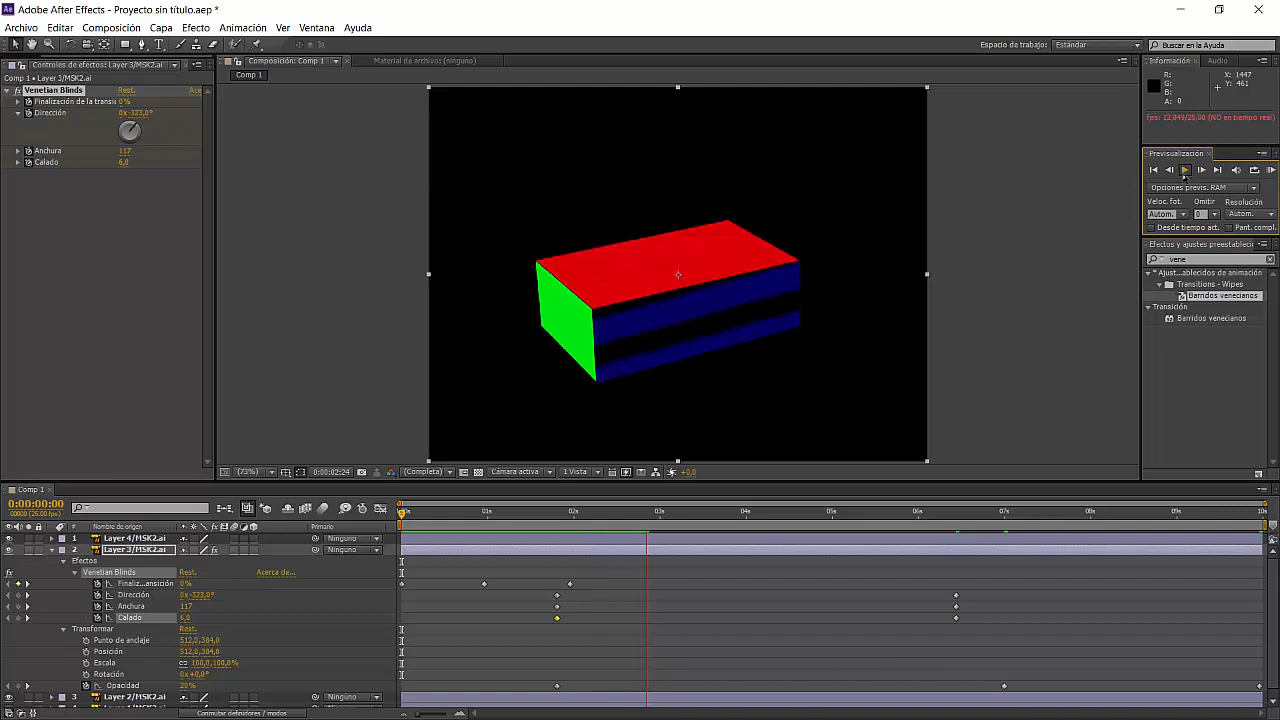 Adobe After Effects - Proyecto sin título.aep *
Archivo Editar Composición Capa Efecto Animación Ver Ventana Ayuda
Espacio de trabajo: Estándar Buscar en la Ayuda
Controles de efectos: Layer 3/MSK2.ai
Composición: Comp 1 Material de archivo: (ninguno)
Información Audio
Comp 1 • Layer 3/MSK2.ai
Comp 1
Venetian Blinds Rest. Ace
Finalización de la transic 0%
Dirección 0x-323,0°
Anchura 117
Calado 6,0
R: X: 1447
G: Y: 461
B:
A: 0
fps: 12,049/25,00 (NO en tiempo real)
Previsualización
Opciones previs. RAM
Veloc. fot. Omitir Resolución
Autom. 0 Autom.
Desde tiempo act. Pant. compl.
Efectos y ajustes preestableci
vene
* Ajust...ablecidos de animación
Transitions - Wipes
Barridos venecianos
Transición
Barridos venecianos
(73%) 0:00:02:24 (Completa) Cámara activa 1 Vista +0,0
Comp 1
0:00:00:00
00000 (25.00 fps)
01s 02s 03s 04s 05s 06s 07s 08s 09s 10s
Nombre de origen Primario
1 Layer 4/MSK2.ai Ninguno
2 Layer 3/MSK2.ai Ninguno
Efectos
Venetian Blinds Rest. Acerca de...
Finaliz...ansición 0%
Dirección 0x-323,0°
Anchura 117
Calado 6,0
Transformar Rest.
Punto de anclaje 512,0,384,0
Posición 512,0,384,0
Escala 100,0,100,0%
Rotación 0x+0,0°
Opacidad 20%
3 Layer 2/MSK2.ai Ninguno
Conmutar definidores / modos